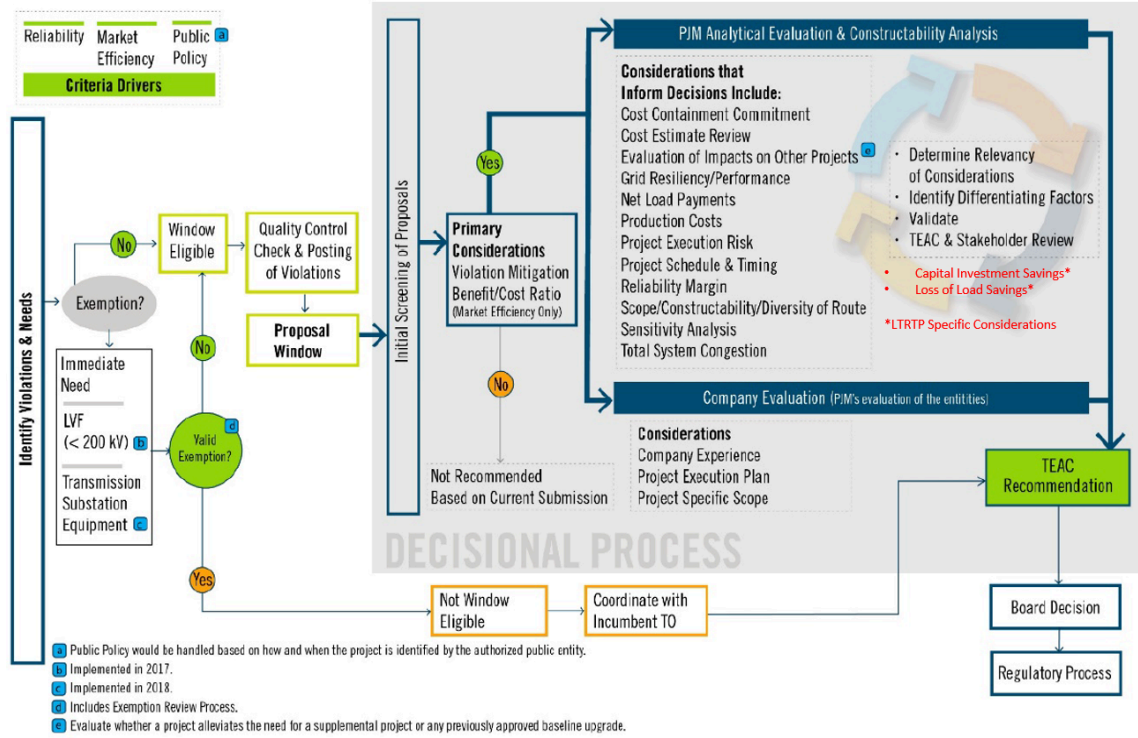 Reliability
Market
Efficiency
Public
Policy
a
Criteria Drivers
Identify Violations & Needs
Exemption?
No
Window
Eligible
Quality Control
Check & Posting
of Violations
Proposal
Window
Immediate
Need
LVF
(< 200 kV) b
Transmission
Substation
Equipment c
No
d
Valid
Exemption?
Yes
Initial Screening of Proposals
Yes
Primary
Considerations
Violation Mitigation
Benefit/Cost Ratio
(Market Efficiency Only)
No
Not Recommended
Based on Current Submission
PJM Analytical Evaluation & Constructability Analysis
Considerations that
Inform Decisions Include:
Cost Containment Commitment
Cost Estimate Review
Evaluation of Impacts on Other Projects e
Grid Resiliency/Performance
Net Load Payments
Production Costs
Project Execution Risk
Project Schedule & Timing
Reliability Margin
Scope/Constructability/Diversity of Route
Sensitivity Analysis
Total System Congestion
• Determine Relevancy
of Considerations
• Identify Differentiating Factors
• Validate
• TEAC & Stakeholder Review
• Capital Investment Savings*
• Loss of Load Savings*
*LTRTP Specific Considerations
Company Evaluation (PJM's evaluation of the entitities)
Considerations
Company Experience
Project Execution Plan
Project Specific Scope
DECISIONAL PROCESS
TEAC
Recommendation
Not Window
Eligible
Coordinate with
Incumbent TO
Board Decision
Regulatory Process
a Public Policy would be handled based on how and when the project is identified by the authorized public entity.
b Implemented in 2017.
c Implemented in 2018.
d Includes Exemption Review Process.
e Evaluate whether a project alleviates the need for a supplemental project or any previously approved baseline upgrade.